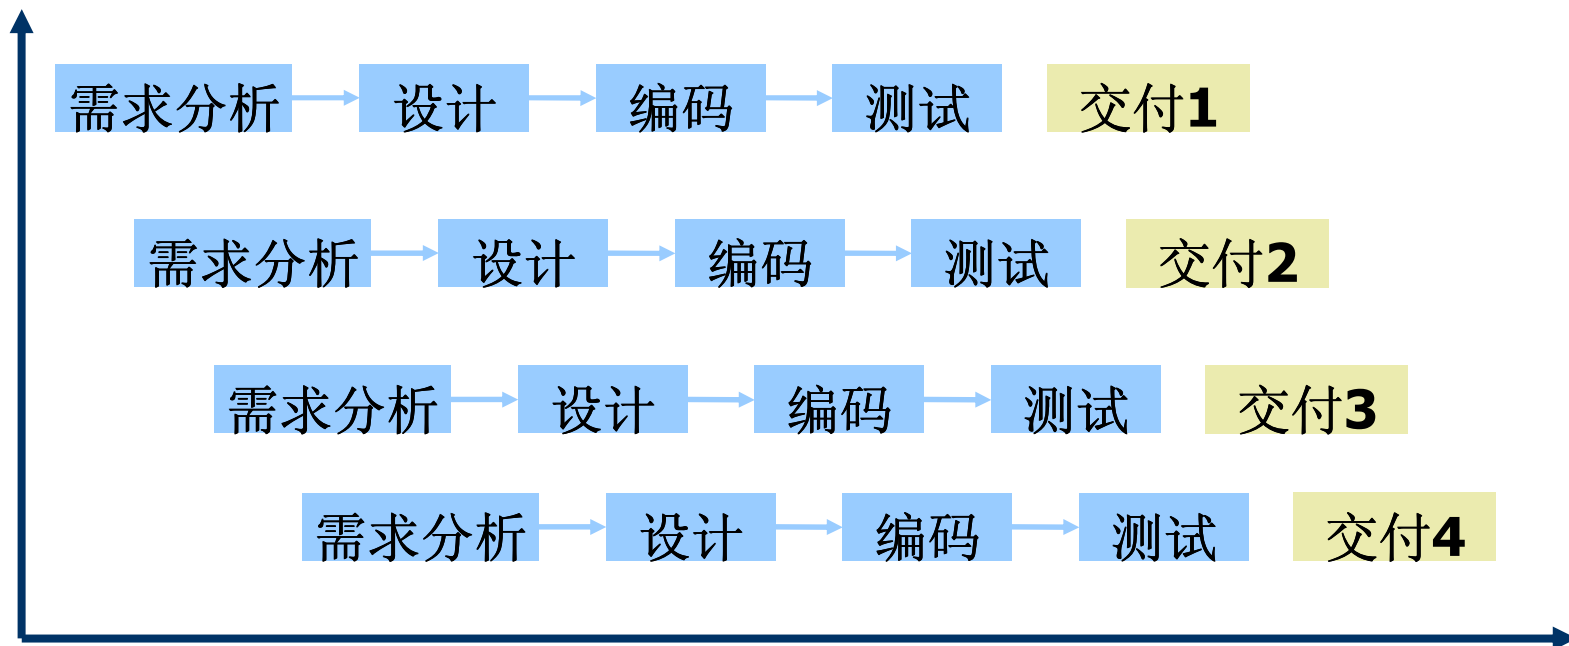 需求分析 设计 编码 测试 交付1
需求分析 设计 编码 测试 交付2
需求分析 设计 编码 测试 交付3
需求分析 设计 编码 测试 交付4